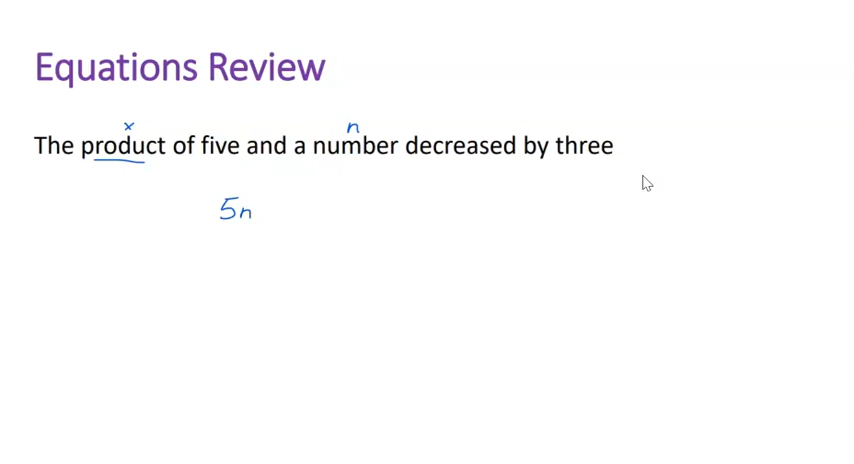 Equations Review
× n
The product of five and a number decreased by three
5n